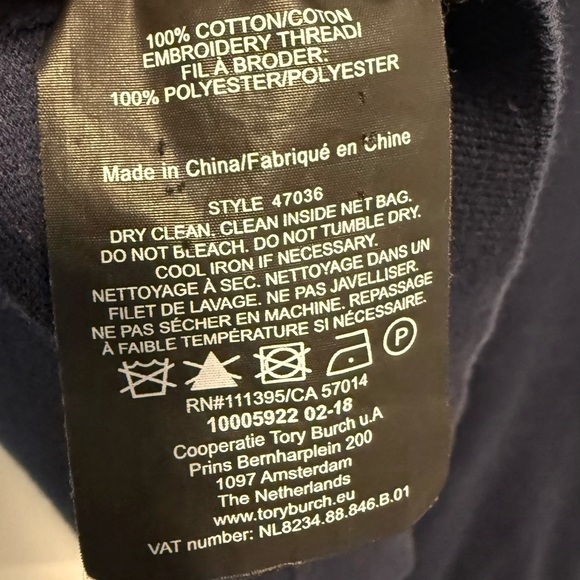 100% COTTON/COTON
EMBROIDERY THREAD/
FIL À BRODER:
100% POLYESTER/POLYESTER
Made in China/Fabriqué en Chine
STYLE 47036
DRY CLEAN. CLEAN INSIDE NET BAG.
DO NOT BLEACH. DO NOT TUMBLE DRY.
COOL IRON IF NECESSARY.
NETTOYAGE À SEC. NETTOYAGE DANS UN
FILET DE LAVAGE. NE PAS JAVELLISER.
NE PAS SÉCHER EN MACHINE. REPASSAGE
À FAIBLE TEMPÉRATURE SI NÉCESSAIRE.
P
RN#111395/CA 57014
10005922 02-18
Cooperatie Tory Burch u.A
Prins Bernharplein 200
1097 Amsterdam
The Netherlands
www.toryburch.eu
VAT number: NL8234.88.846.B.01